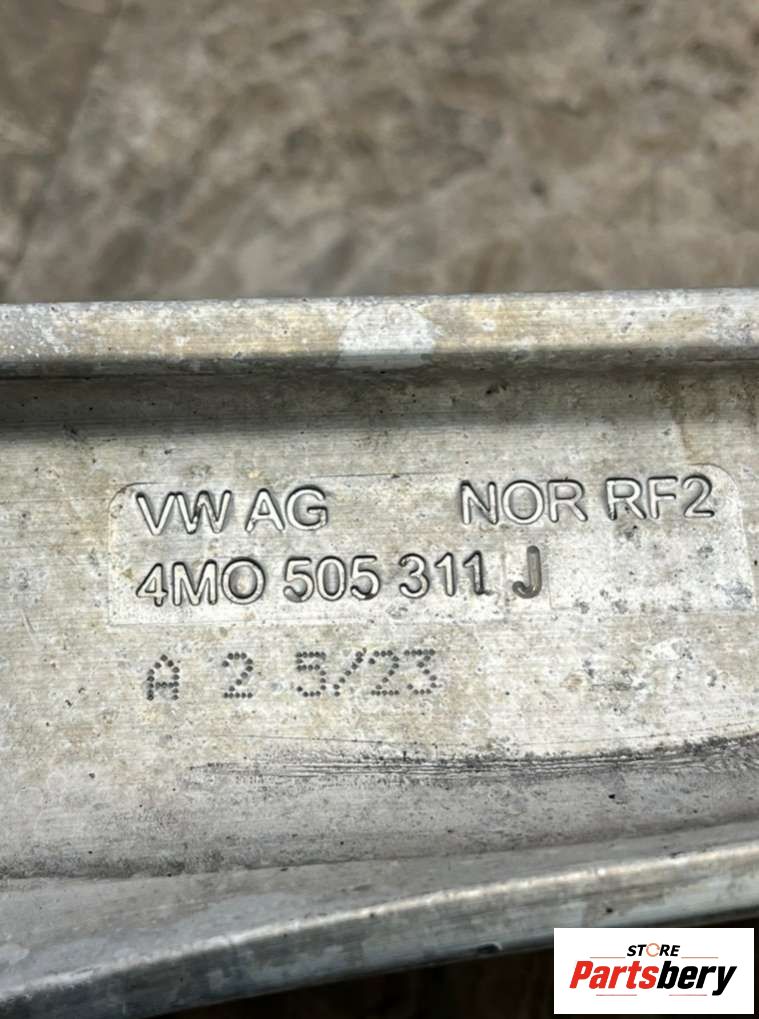 VW AG NOR RF2
4M0 505 311 J
A 2 5/23
STORE
Partsbery